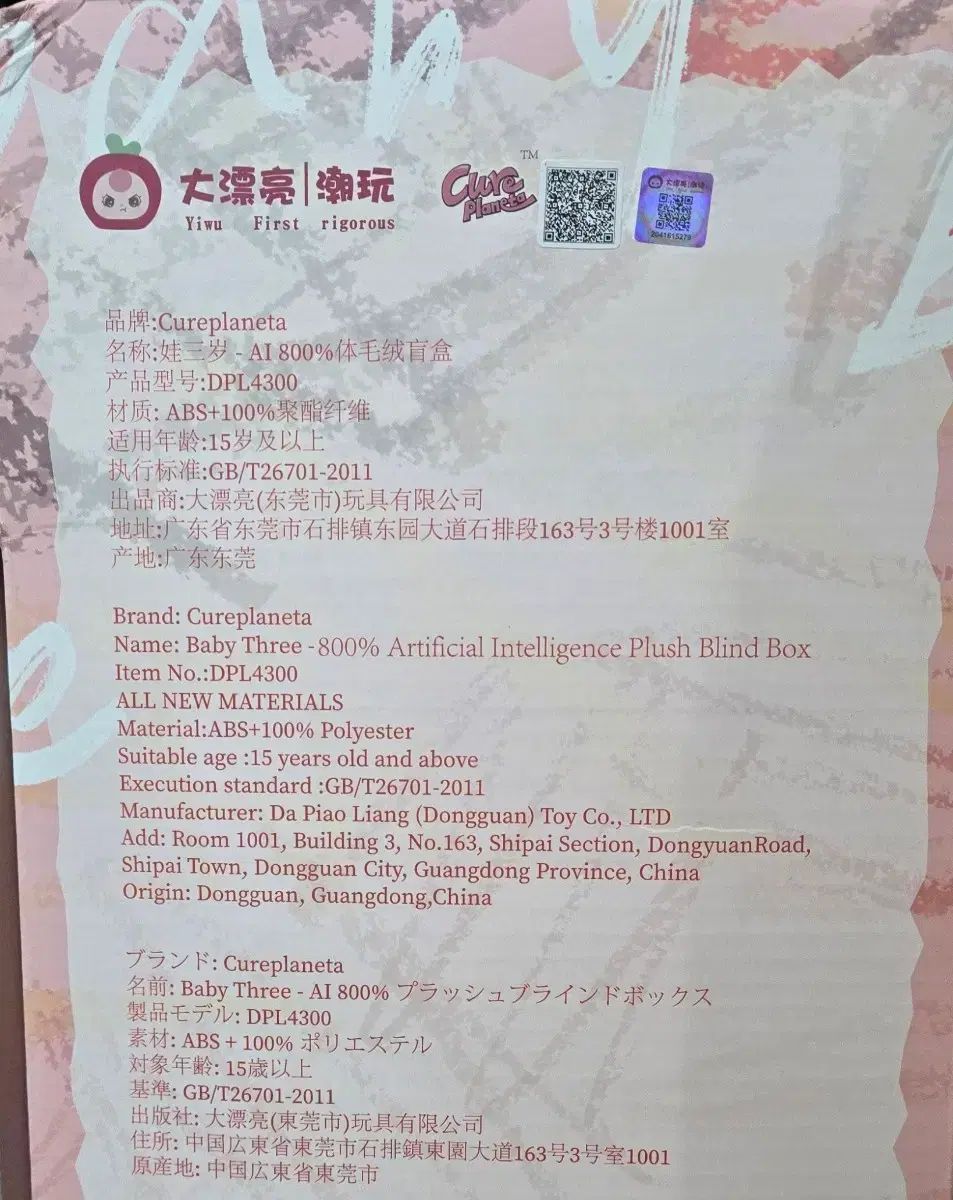 大漂亮|潮玩
Yiwu First rigorous
Cure Planeta TM
大漂亮|潮玩
2041615279
品牌:Cureplaneta
名称:娃三岁 - AI 800%体毛绒盲盒
产品型号:DPL4300
材质: ABS+100%聚酯纤维
适用年龄:15岁及以上
执行标准:GB/T26701-2011
出品商:大漂亮(东莞市)玩具有限公司
地址:广东省东莞市石排镇东园大道石排段163号3号楼1001室
产地:广东东莞
Brand: Cureplaneta
Name: Baby Three - 800% Artificial Intelligence Plush Blind Box
Item No.:DPL4300
ALL NEW MATERIALS
Material:ABS+100% Polyester
Suitable age :15 years old and above
Execution standard :GB/T26701-2011
Manufacturer: Da Piao Liang (Dongguan) Toy Co., LTD
Add: Room 1001, Building 3, No.163, Shipai Section, DongyuanRoad,
Shipai Town, Dongguan City, Guangdong Province, China
Origin: Dongguan, Guangdong,China
ブランド: Cureplaneta
名前: Baby Three - AI 800% プラッシュブラインドボックス
製品モデル: DPL4300
素材: ABS + 100% ポリエステル
対象年齢: 15歳以上
基準: GB/T26701-2011
出版社: 大漂亮(東莞市)玩具有限公司
住所: 中国広東省東莞市石排鎮東園大道163号3号室1001
原産地: 中国広東省東莞市